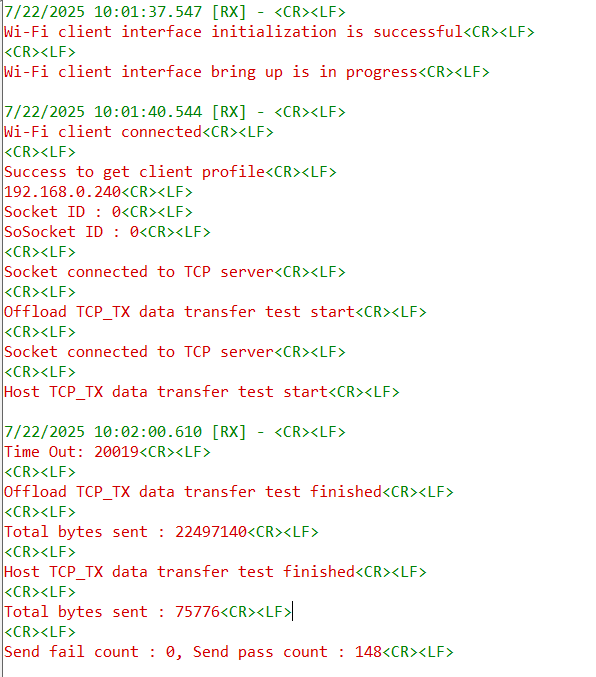 7/22/2025 10:01:37.547 [RX] - <CR><LF>
Wi-Fi client interface initialization is successful<CR><LF>
<CR><LF>
Wi-Fi client interface bring up is in progress<CR><LF>
7/22/2025 10:01:40.544 [RX] - <CR><LF>
Wi-Fi client connected<CR><LF>
<CR><LF>
Success to get client profile<CR><LF>
192.168.0.240<CR><LF>
Socket ID : 0<CR><LF>
SoSocket ID : 0<CR><LF>
<CR><LF>
Socket connected to TCP server<CR><LF>
<CR><LF>
Offload TCP_TX data transfer test start<CR><LF>
<CR><LF>
Socket connected to TCP server<CR><LF>
<CR><LF>
Host TCP_TX data transfer test start<CR><LF>
7/22/2025 10:02:00.610 [RX] - <CR><LF>
Time Out: 20019<CR><LF>
<CR><LF>
Offload TCP_TX data transfer test finished<CR><LF>
<CR><LF>
Total bytes sent : 22497140<CR><LF>
<CR><LF>
Host TCP_TX data transfer test finished<CR><LF>
<CR><LF>
Total bytes sent : 75776<CR><LF>
<CR><LF>
Send fail count : 0, Send pass count : 148<CR><LF>